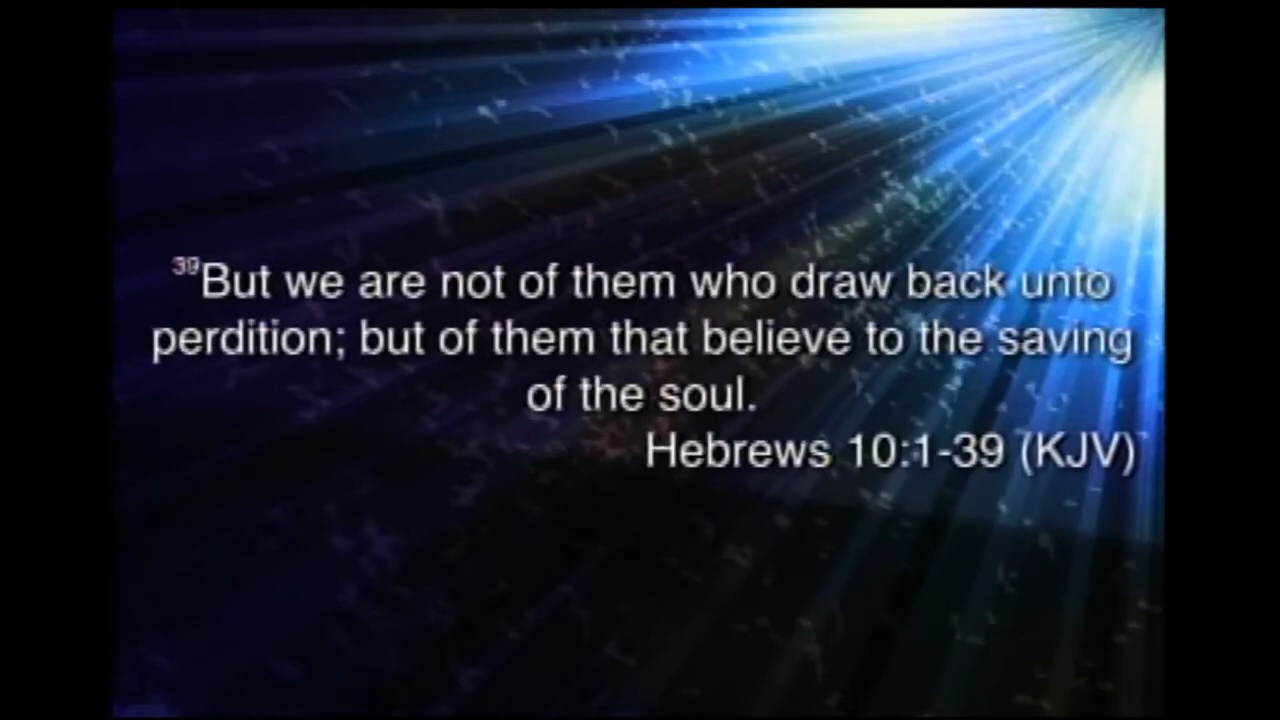 ³⁹But we are not of them who draw back unto
perdition; but of them that believe to the saving
of the soul.
Hebrews 10:1-39 (KJV)